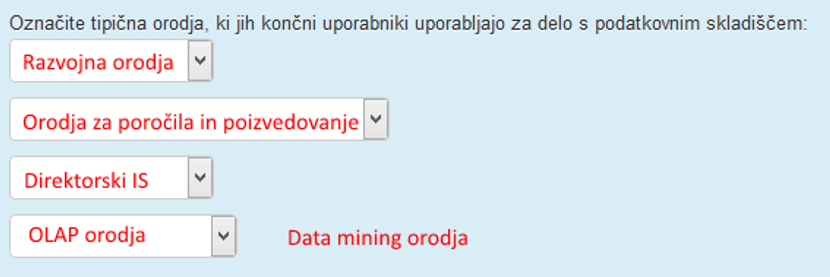 Označite tipična orodja, ki jih končni uporabniki uporabljajo za delo s podatkovnim skladiščem:
Razvojna orodja
Orodja za poročila in poizvedovanje
Direktorski IS
OLAP orodja Data mining orodja